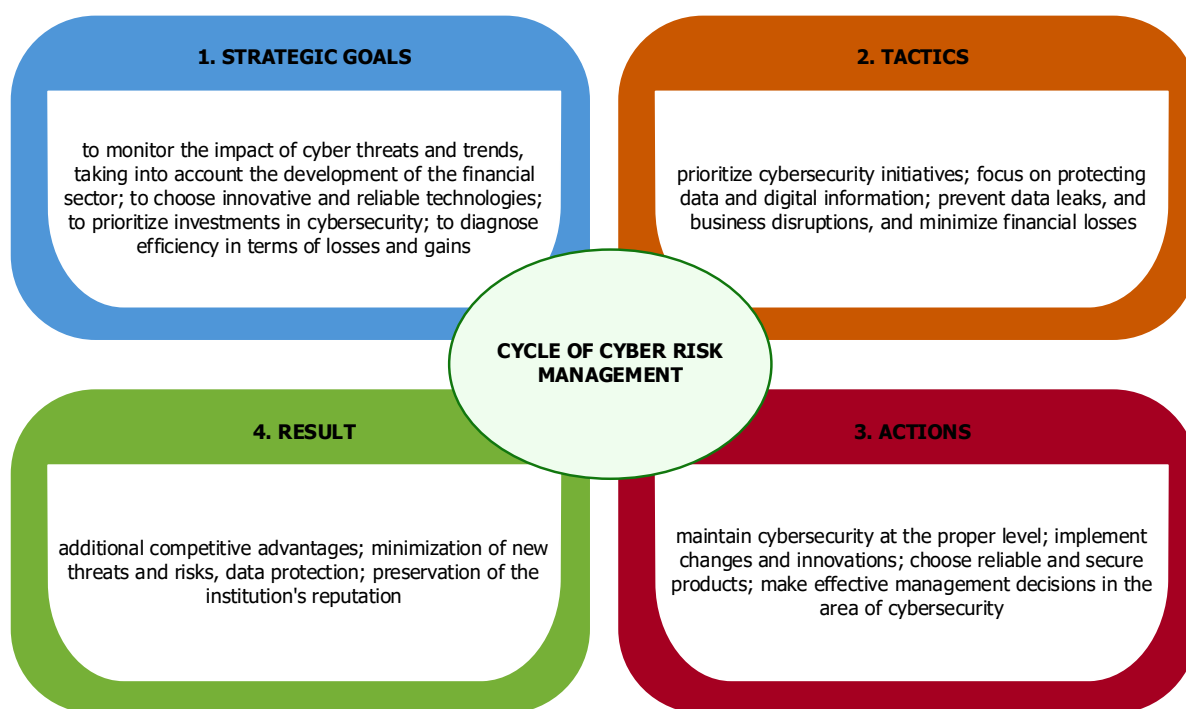 1. STRATEGIC GOALS
to monitor the impact of cyber threats and trends,
taking into account the development of the financial
sector; to choose innovative and reliable technologies;
to prioritize investments in cybersecurity; to diagnose
efficiency in terms of losses and gains
2. TACTICS
prioritize cybersecurity initiatives; focus on protecting
data and digital information; prevent data leaks, and
business disruptions, and minimize financial losses
CYCLE OF CYBER RISK
MANAGEMENT
4. RESULT
additional competitive advantages; minimization of new
threats and risks, data protection; preservation of the
institution's reputation
3. ACTIONS
maintain cybersecurity at the proper level; implement
changes and innovations; choose reliable and secure
products; make effective management decisions in the
area of cybersecurity